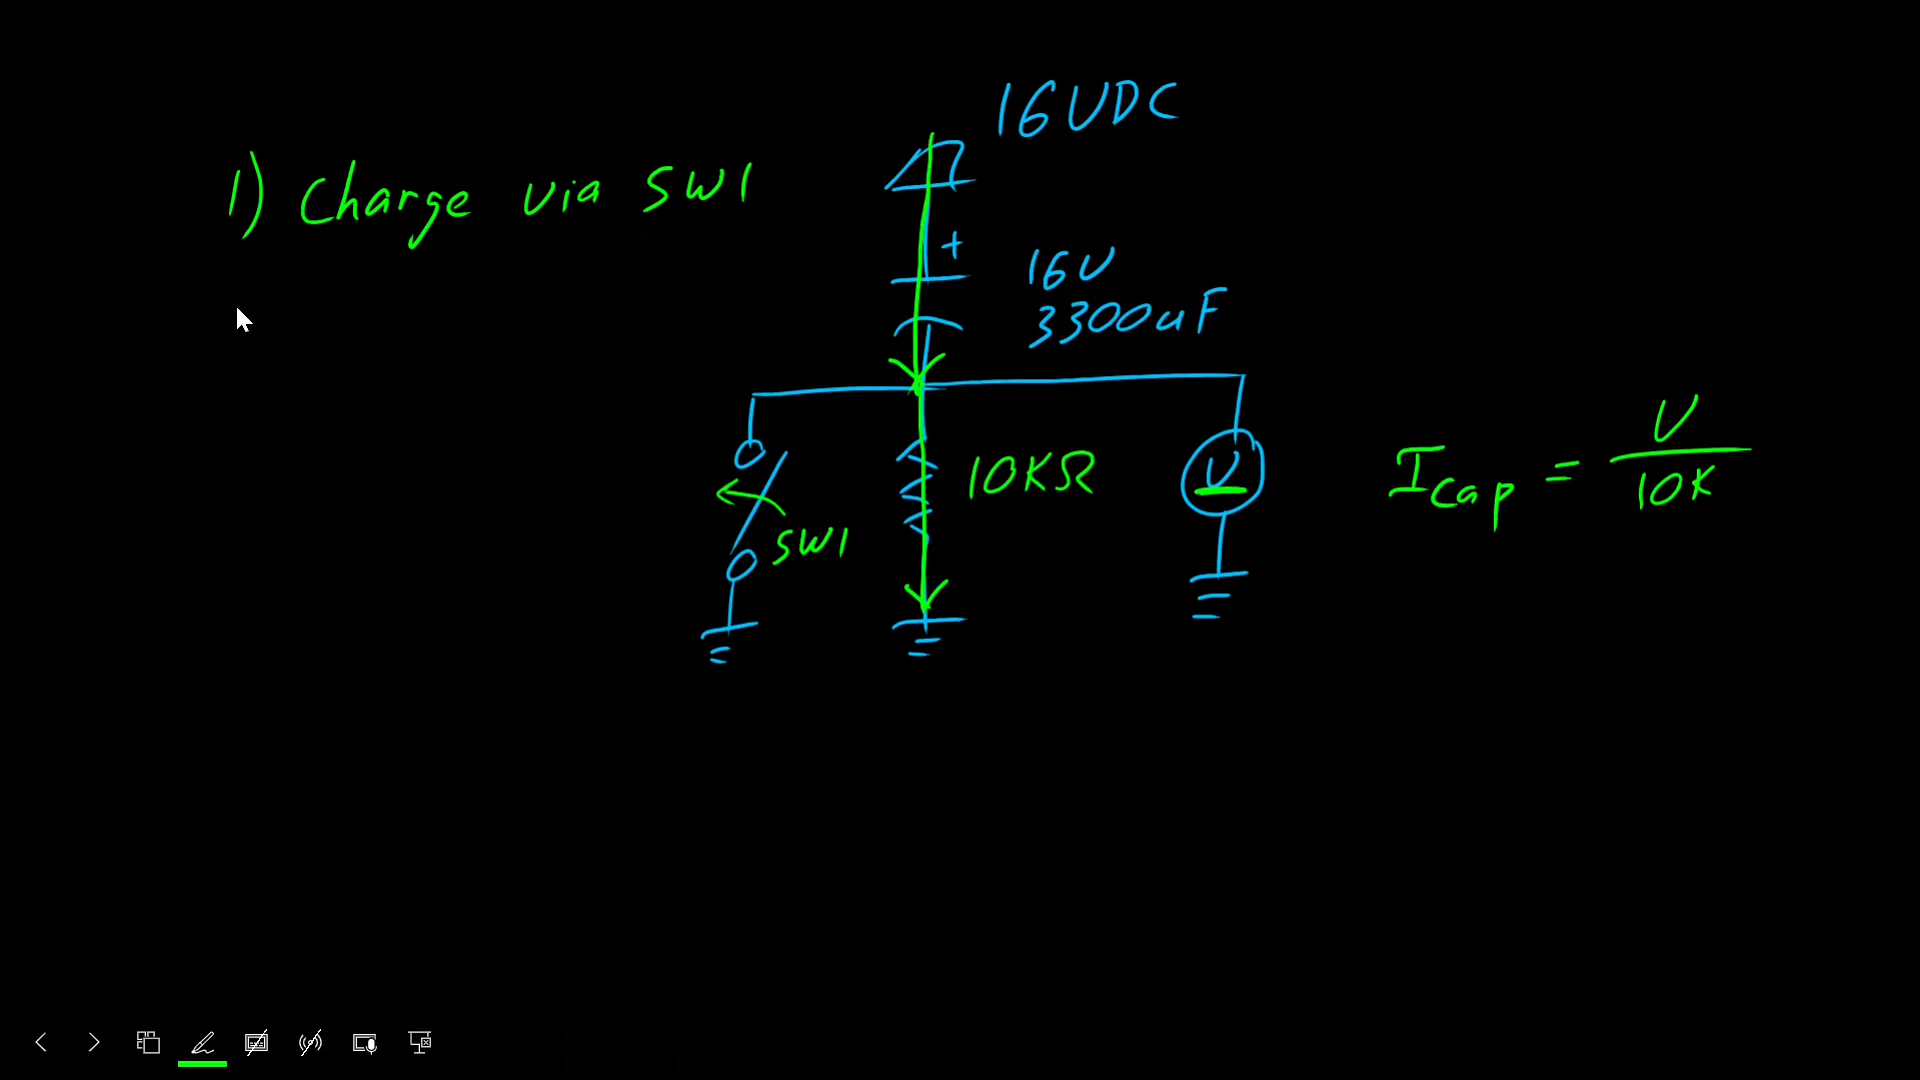 16VDC
1) Charge via SW1
+
16V
3300uF
10KΩ
V
SW1
Icap = V / 10K